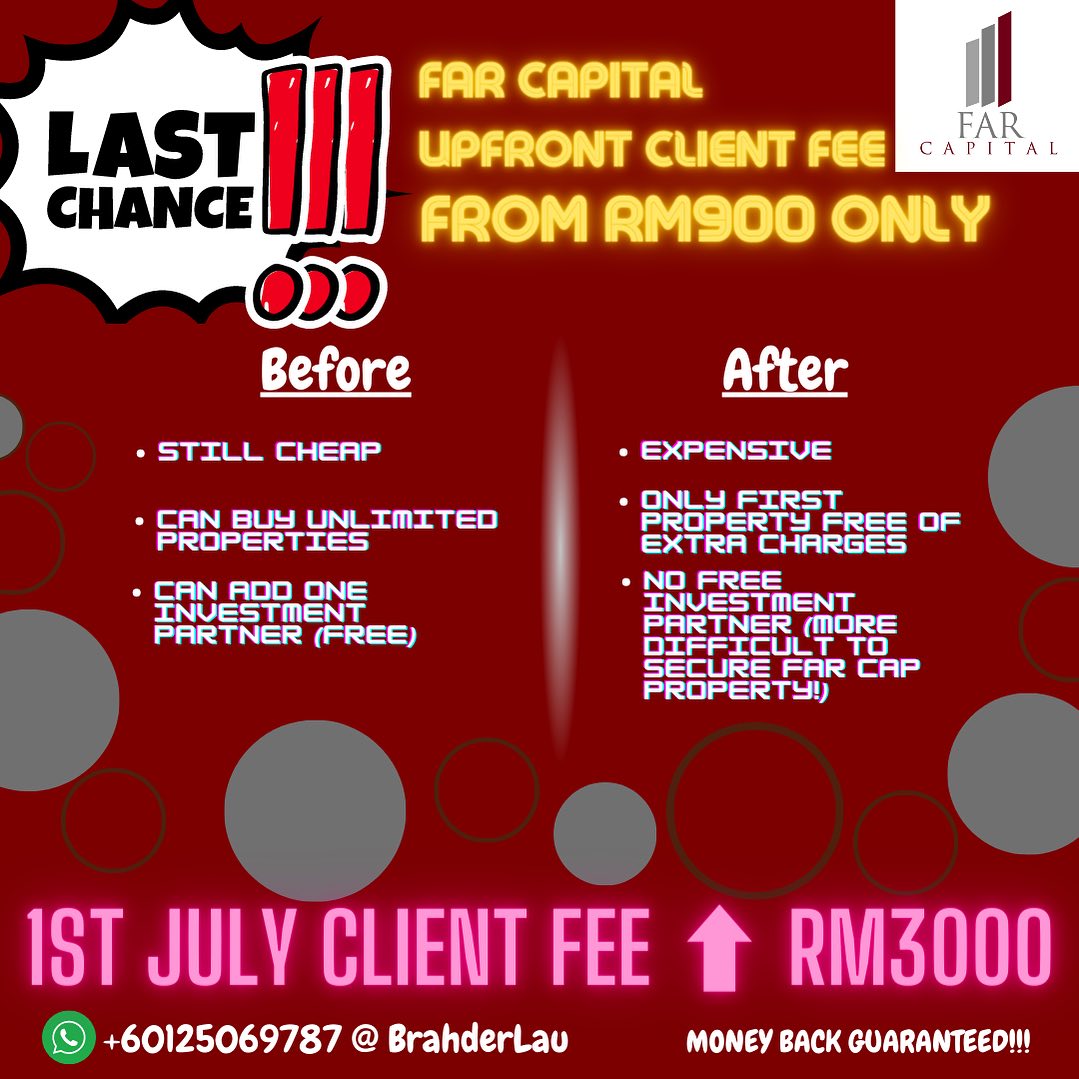 LAST
CHANCE
!!!
FAR CAPITAL
UPFRONT CLIENT FEE
FROM RM900 ONLY
FAR
CAPITAL
Before
• STILL CHEAP
• CAN BUY UNLIMITED
PROPERTIES
• CAN ADD ONE
INVESTMENT
PARTNER (FREE)
After
• EXPENSIVE
• ONLY FIRST
PROPERTY FREE OF
EXTRA CHARGES
• NO FREE
INVESTMENT
PARTNER (MORE
DIFFICULT TO
SECURE FAR CAP
PROPERTY!)
1ST JULY CLIENT FEE ⬆ RM3000
+60125069787 @ BrahderLau
MONEY BACK GUARANTEED!!!